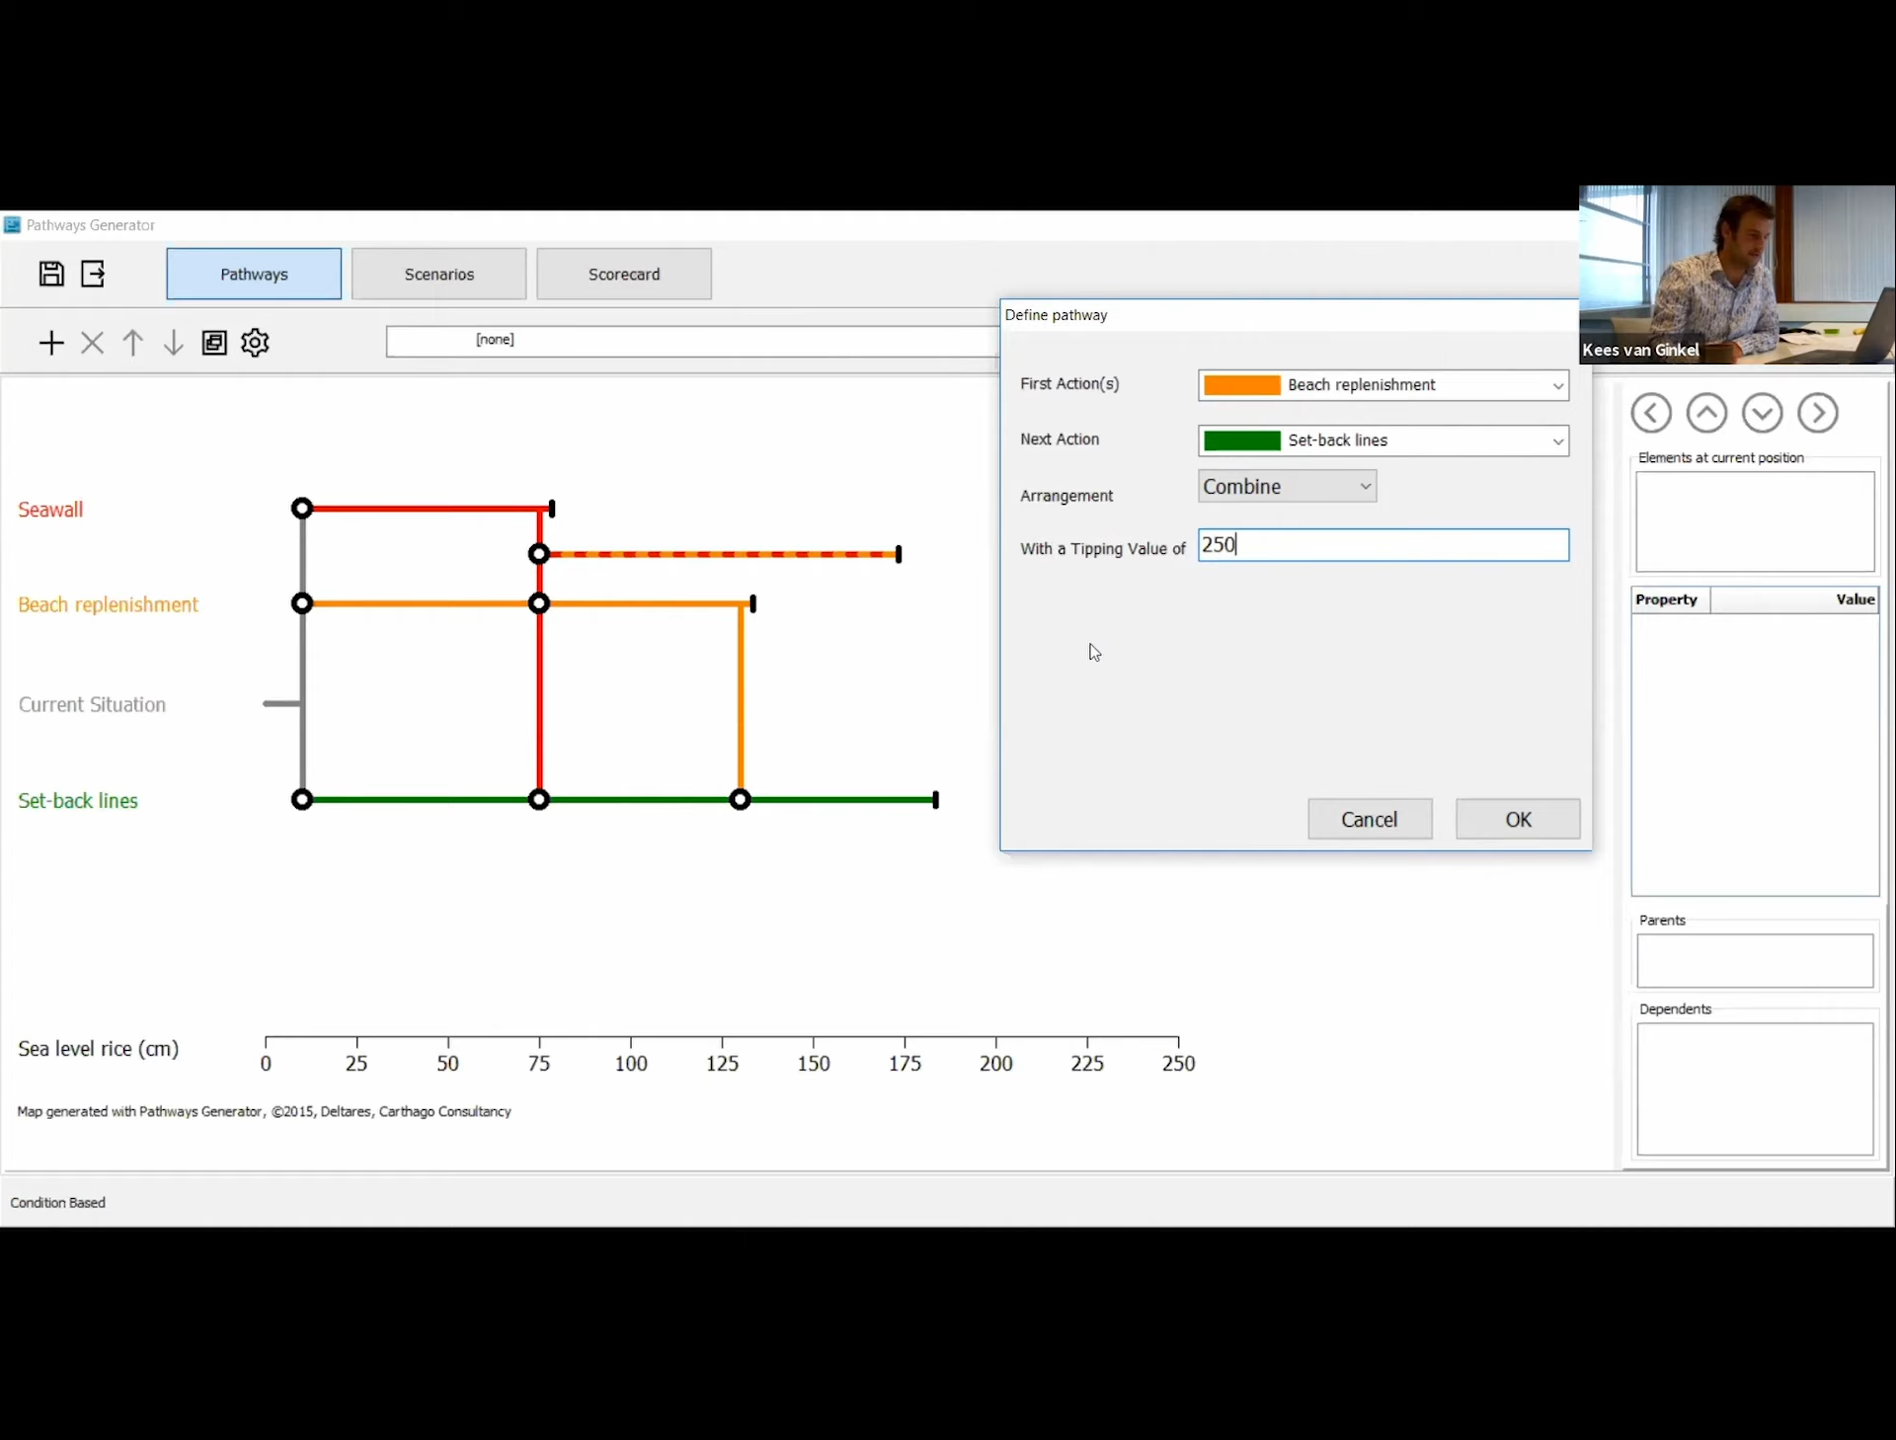 Pathways Generator
Pathways
Scenarios
Scorecard
[none]
Kees van Ginkel
Define pathway
First Action(s)
Beach replenishment
Next Action
Set-back lines
Arrangement
Combine
With a Tipping Value of
250
Cancel
OK
Seawall
Beach replenishment
Current Situation
Set-back lines
Sea level rice (cm)
0 25 50 75 100 125 150 175 200 225 250
Map generated with Pathways Generator, ©2015, Deltares, Carthago Consultancy
Elements at current position
Property Value
Parents
Dependents
Condition Based